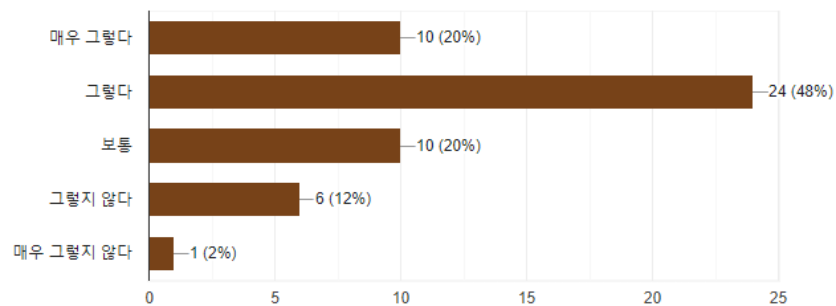 매우 그렇다 10 (20%)
그렇다 24 (48%)
보통 10 (20%)
그렇지 않다 6 (12%)
매우 그렇지 않다 1 (2%)
0 5 10 15 20 25